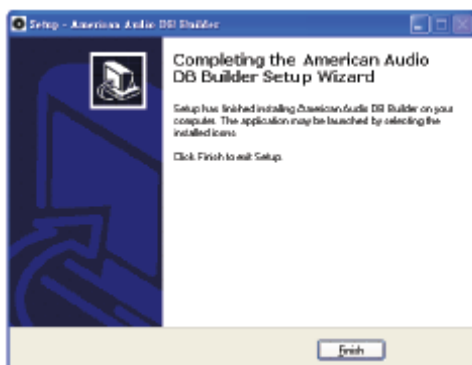 Setup - American Audio DB Builder
Completing the American Audio
DB Builder Setup Wizard
Setup has finished installing American Audio DB Builder on your
computer. The application may be launched by selecting the
installed icons.
Click Finish to exit Setup.
Finish